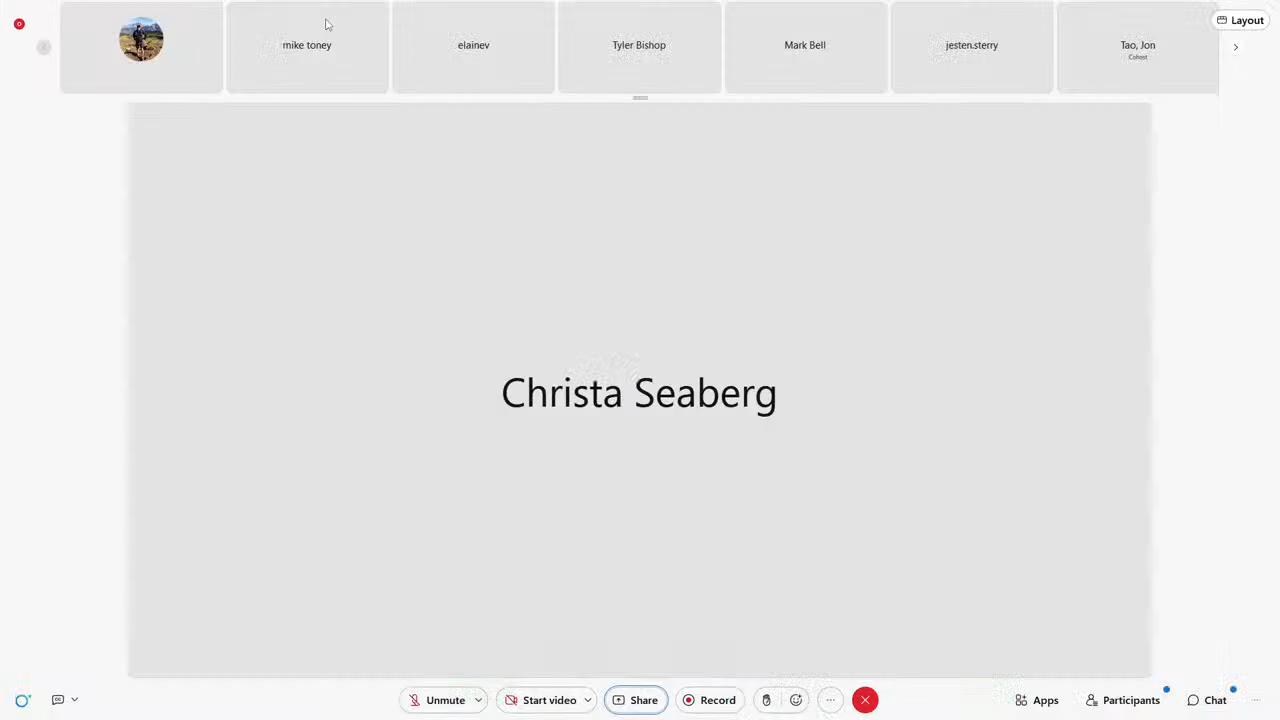 Layout
mike toney
elainev
Tyler Bishop
Mark Bell
jesten.sterry
Tao, Jon
Cohost
Christa Seaberg
Unmute
Start video
Share
Record
Apps
Participants
Chat